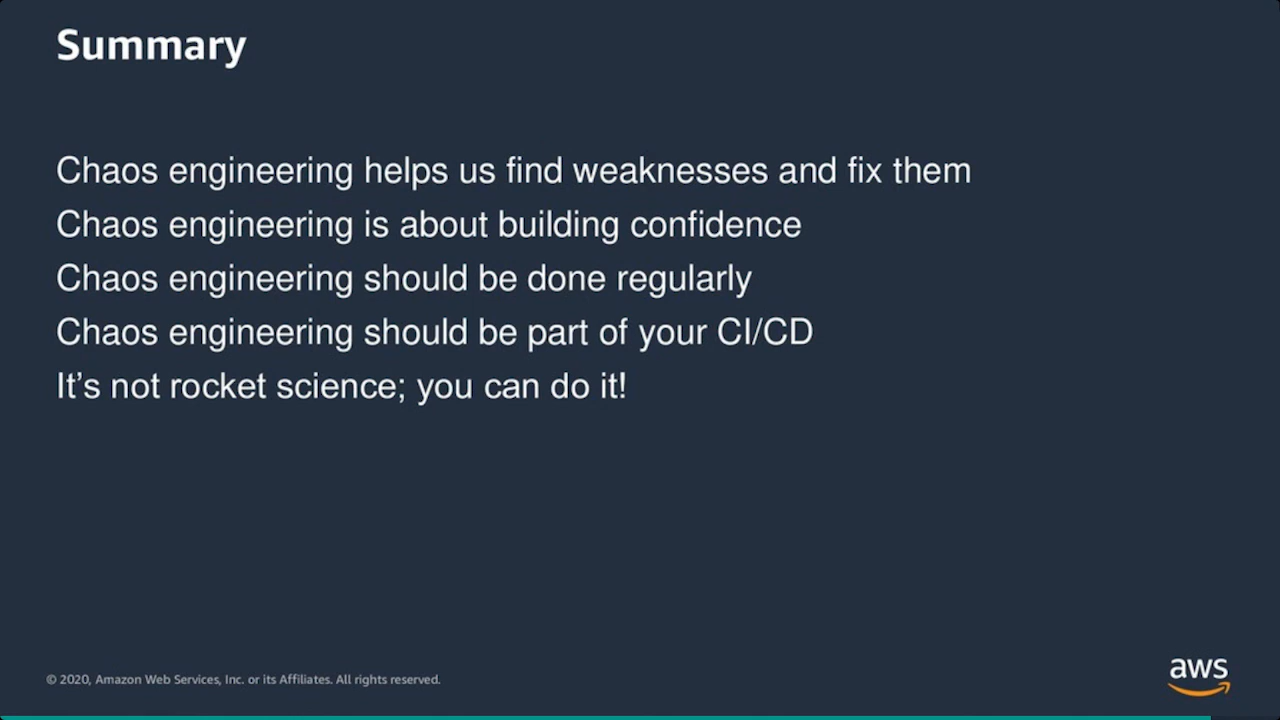 Summary
Chaos engineering helps us find weaknesses and fix them
Chaos engineering is about building confidence
Chaos engineering should be done regularly
Chaos engineering should be part of your CI/CD
It’s not rocket science; you can do it!
© 2020, Amazon Web Services, Inc. or its Affiliates. All rights reserved.
aws